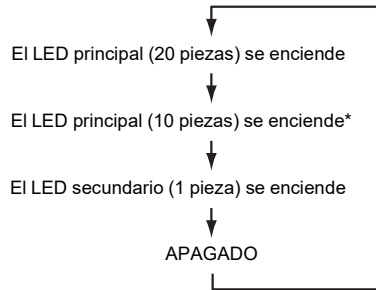 El LED principal (20 piezas) se enciende
El LED principal (10 piezas) se enciende*
El LED secundario (1 pieza) se enciende
APAGADO